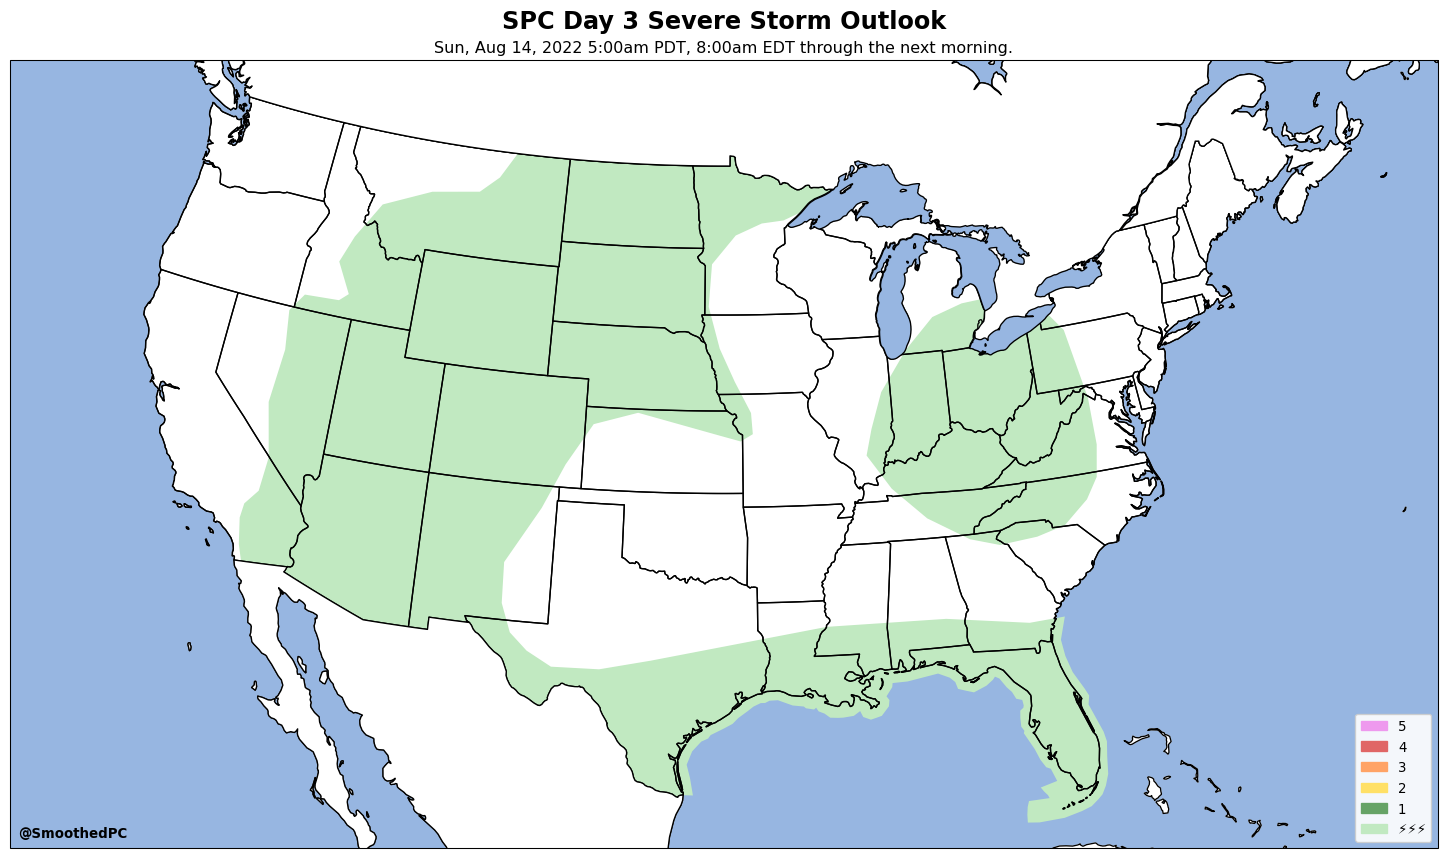 SPC Day 3 Severe Storm Outlook
Sun, Aug 14, 2022 5:00am PDT, 8:00am EDT through the next morning.
5
4
3
2
1
⚡⚡⚡
@SmoothedPC